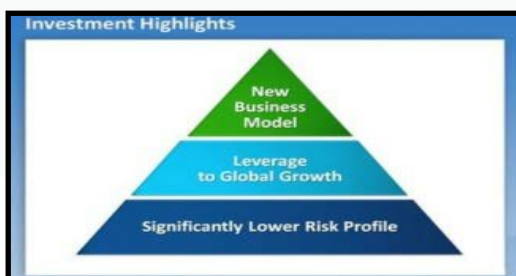 Investment Highlights
New
Business
Model
Leverage
to Global Growth
Significantly Lower Risk Profile